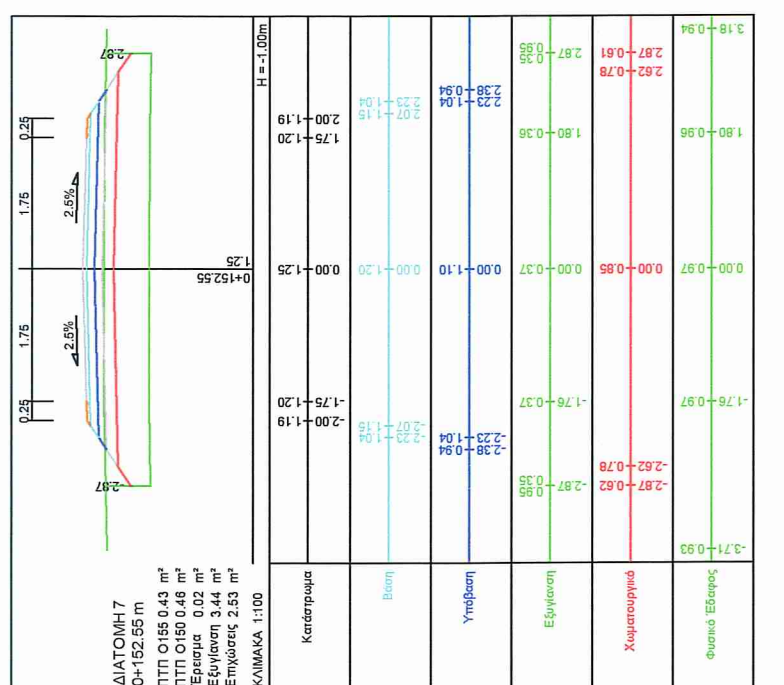 ΔΙΑΤΟΜΗ 7
0+152.55 m
ΠΤΠ Ο155 0.43 m²
ΠΤΠ Ο150 0.46 m²
Έρεισμα 0.02 m²
Εξυγίανση 3.44 m²
Επιχώσεις 2.53 m²
ΚΛΙΜΑΚΑ 1:100
0.25 1.75 1.75 0.25
2.5% 2.5%
-2.87 2.87
1.25
0+152.55
H = -1.00m
Κατάστρωμα
-2.00 -1.75 0.00 1.75 2.00
1.19 1.20 1.25 1.20 1.19
Βάση
-2.23 -2.07 0.00 2.07 2.23
1.04 1.15 1.20 1.15 1.04
Υπόβαση
-2.38 -2.23 0.00 2.23 2.38
0.94 1.04 1.10 1.04 0.94
Εξυγίανση
-2.87 -1.76 0.00 1.80 2.87
0.35 0.37 0.37 0.36 0.35
0.95 0.95
Χωματουργικά
-2.87 -2.62 0.00 2.62 2.87
0.62 0.78 0.85 0.78 0.61
Φυσικό Έδαφος
-3.71 -1.76 0.00 1.80 3.18
0.93 0.97 0.97 0.96 0.94